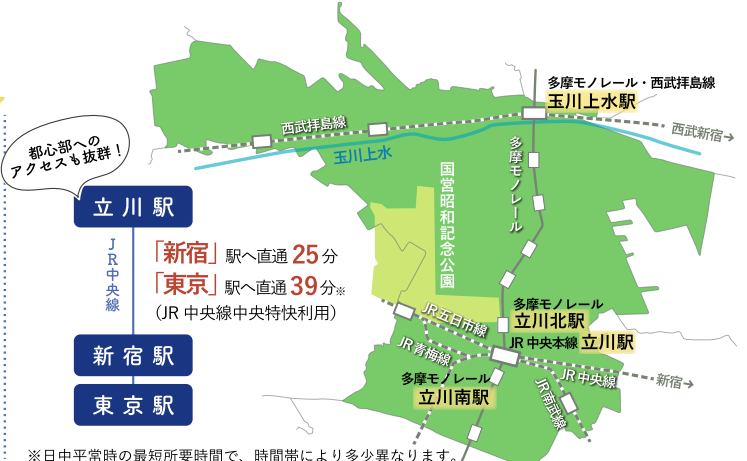 多摩モノレール・西武拝島線
玉川上水駅
西武拝島線
西武新宿→
玉川上水
多摩モノレール
国営昭和記念公園
都心部への
アクセスも抜群！
立川駅
JR中央線
「新宿」駅へ直通25分
「東京」駅へ直通39分※
（JR中央線中央特快利用）
新宿駅
東京駅
多摩モノレール
立川北駅
JR中央本線 立川駅
JR五日市線
JR青梅線
JR中央線
新宿→
多摩モノレール
立川南駅
JR南武線
※日中平常時の最短所要時間で、時間帯により多少異なります。